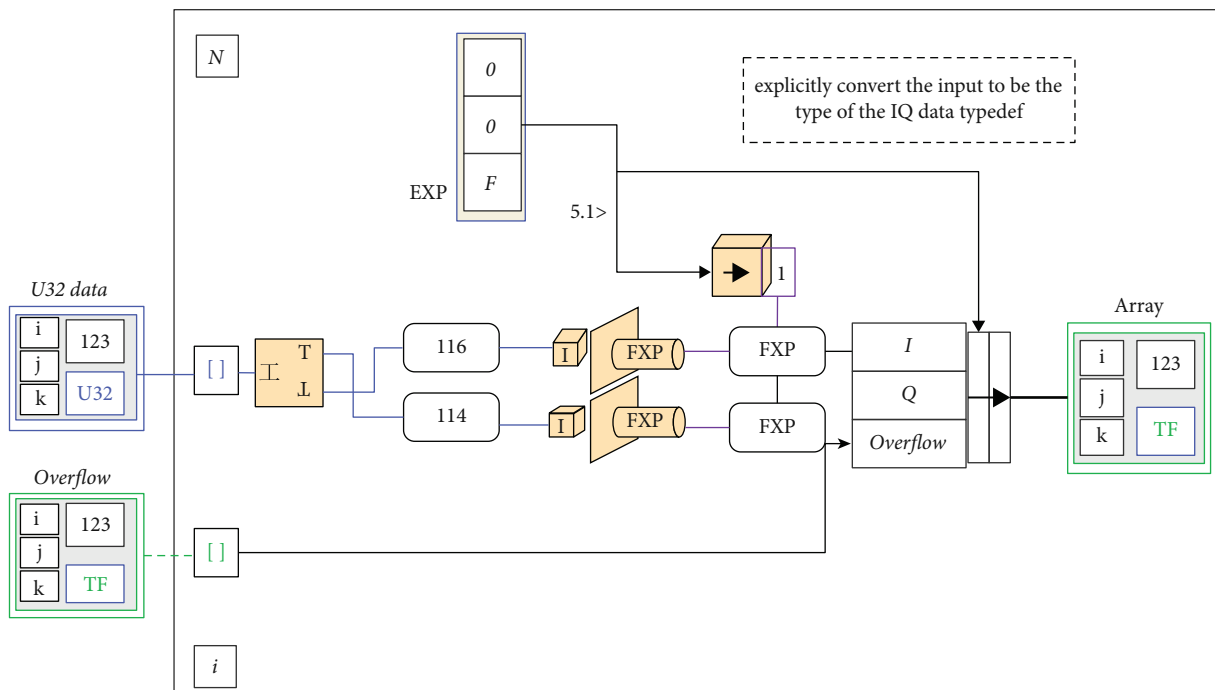 N
0
0
F
EXP
explicitly convert the input to be the
type of the IQ data typedef
5.1>
1
U32 data
i
j
k
123
U32
[ ]
T
T
116
114
I
I
FXP
FXP
FXP
FXP
I
Q
Overflow
Array
i
j
k
123
TF
Overflow
i
j
k
123
TF
[ ]
i